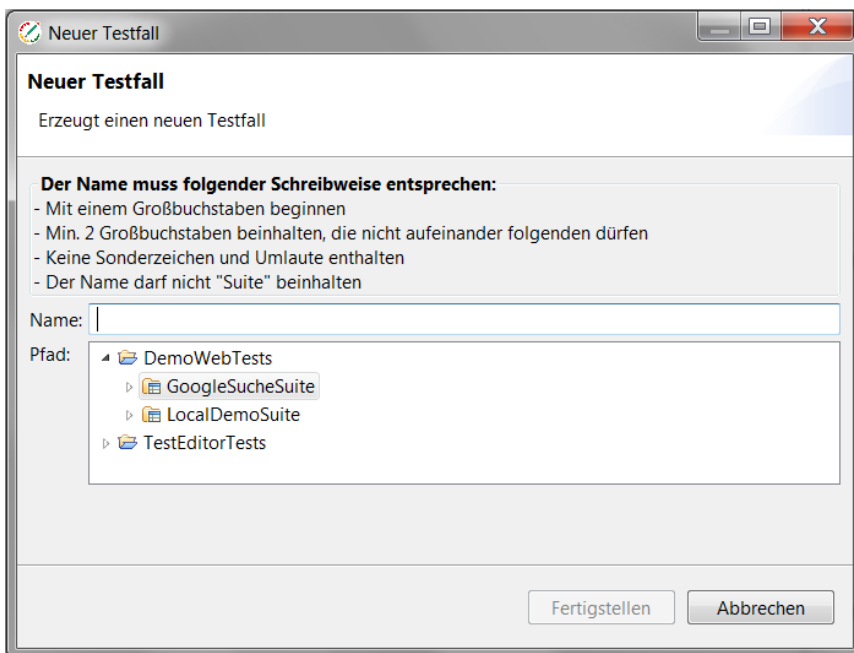 Neuer Testfall
Neuer Testfall
Erzeugt einen neuen Testfall
Der Name muss folgender Schreibweise entsprechen:
- Mit einem Großbuchstaben beginnen
- Min. 2 Großbuchstaben beinhalten, die nicht aufeinander folgenden dürfen
- Keine Sonderzeichen und Umlaute enthalten
- Der Name darf nicht "Suite" beinhalten
Name:
Pfad:
DemoWebTests
GoogleSucheSuite
LocalDemoSuite
TestEditorTests
Fertigstellen
Abbrechen